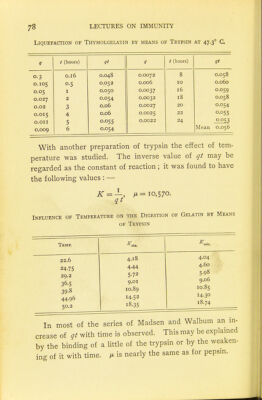 78 LECTURES ON IMMUNITY
LIQUEFACTION OF THYMOLGELATIN BY MEANS OF TRYPSIN AT 47.3° C.
q t (hours) qt q t (hours) qt
0.3 0.16 0.048 0.0072 8 0.058
0.105 0.5 0.052 0.006 10 0.060
0.05 1 0.050 0.0037 16 0.059
0.027 2 0.054 0.0032 18 0.058
0.02 3 0.06 0.0027 20 0.054
0.015 4 0.06 0.0025 22 0.055
0.011 5 0.055 0.0022 24 0.053
0.009 6 0.054 Mean 0.056
With another preparation of trypsin the effect of tem-
perature was studied. The inverse value of qt may be
regarded as the constant of reaction; it was found to have
the following values: —
K = 1/qt, μ = 10,570.
INFLUENCE OF TEMPERATURE ON THE DIGESTION OF GELATIN BY MEANS
OF TRYPSIN
TEMP. K obs. K calc.
22.6 4.18 4.04
24.75 4.44 4.60
29.2 5.72 5.98
36.5 9.01 9.06
39.8 10.89 10.85
44.96 14.52 14.30
50.2 18.35 18.74
In most of the series of Madsen and Walbum an in-
crease of qt with time is observed. This may be explained
by the binding of a little of the trypsin or by the weaken-
ing of it with time. μ is nearly the same as for pepsin.